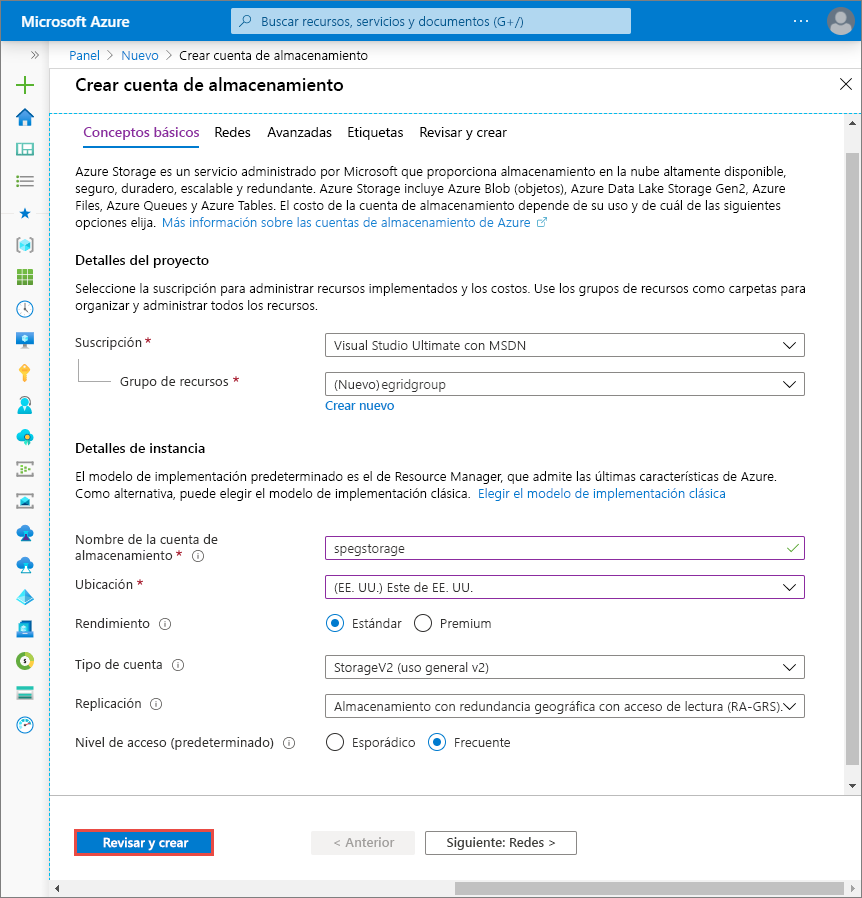 Microsoft Azure
Buscar recursos, servicios y documentos (G+/)
Panel > Nuevo > Crear cuenta de almacenamiento
Crear cuenta de almacenamiento
Conceptos básicos Redes Avanzadas Etiquetas Revisar y crear
Azure Storage es un servicio administrado por Microsoft que proporciona almacenamiento en la nube altamente disponible,
seguro, duradero, escalable y redundante. Azure Storage incluye Azure Blob (objetos), Azure Data Lake Storage Gen2, Azure
Files, Azure Queues y Azure Tables. El costo de la cuenta de almacenamiento depende de su uso y de cuál de las siguientes
opciones elija. Más información sobre las cuentas de almacenamiento de Azure
Detalles del proyecto
Seleccione la suscripción para administrar recursos implementados y los costos. Use los grupos de recursos como carpetas para
organizar y administrar todos los recursos.
Suscripción *
Visual Studio Ultimate con MSDN
Grupo de recursos *
(Nuevo) egridgroup
Crear nuevo
Detalles de instancia
El modelo de implementación predeterminado es el de Resource Manager, que admite las últimas características de Azure.
Como alternativa, puede elegir el modelo de implementación clásica. Elegir el modelo de implementación clásica
Nombre de la cuenta de
almacenamiento *
spegstorage
Ubicación *
(EE. UU.) Este de EE. UU.
Rendimiento
Estándar Premium
Tipo de cuenta
StorageV2 (uso general v2)
Replicación
Almacenamiento con redundancia geográfica con acceso de lectura (RA-GRS).
Nivel de acceso (predeterminado)
Esporádico Frecuente
Revisar y crear
< Anterior
Siguiente: Redes >